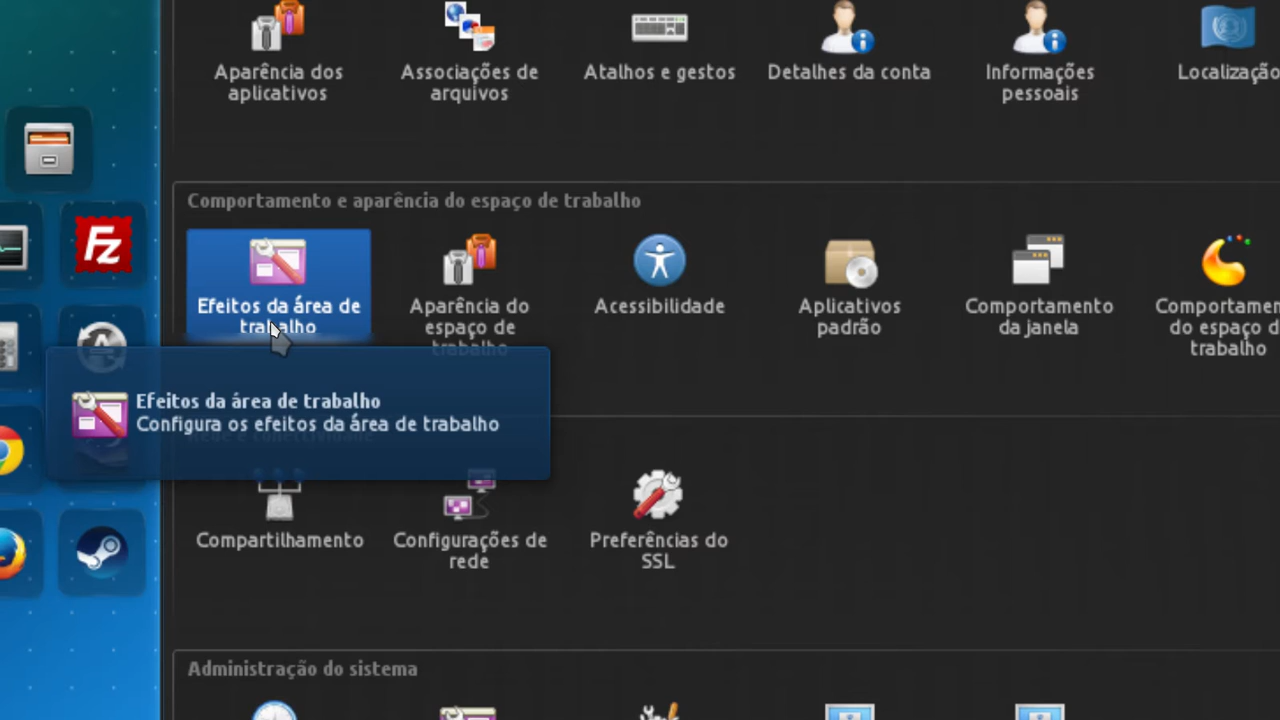 Aparência dos
aplicativos
Associações de
arquivos
Atalhos e gestos
Detalhes da conta
Informações
pessoais
Localização
Comportamento e aparência do espaço de trabalho
Fz
Efeitos da área de
trabalho
Aparência do
espaço de
trabalho
Acessibilidade
Aplicativos
padrão
Comportamento
da janela
Comportamen
do espaço d
trabalho
Efeitos da área de trabalho
Configura os efeitos da área de trabalho
Compartilhamento
Configurações de
rede
Preferências do
SSL
Administração do sistema